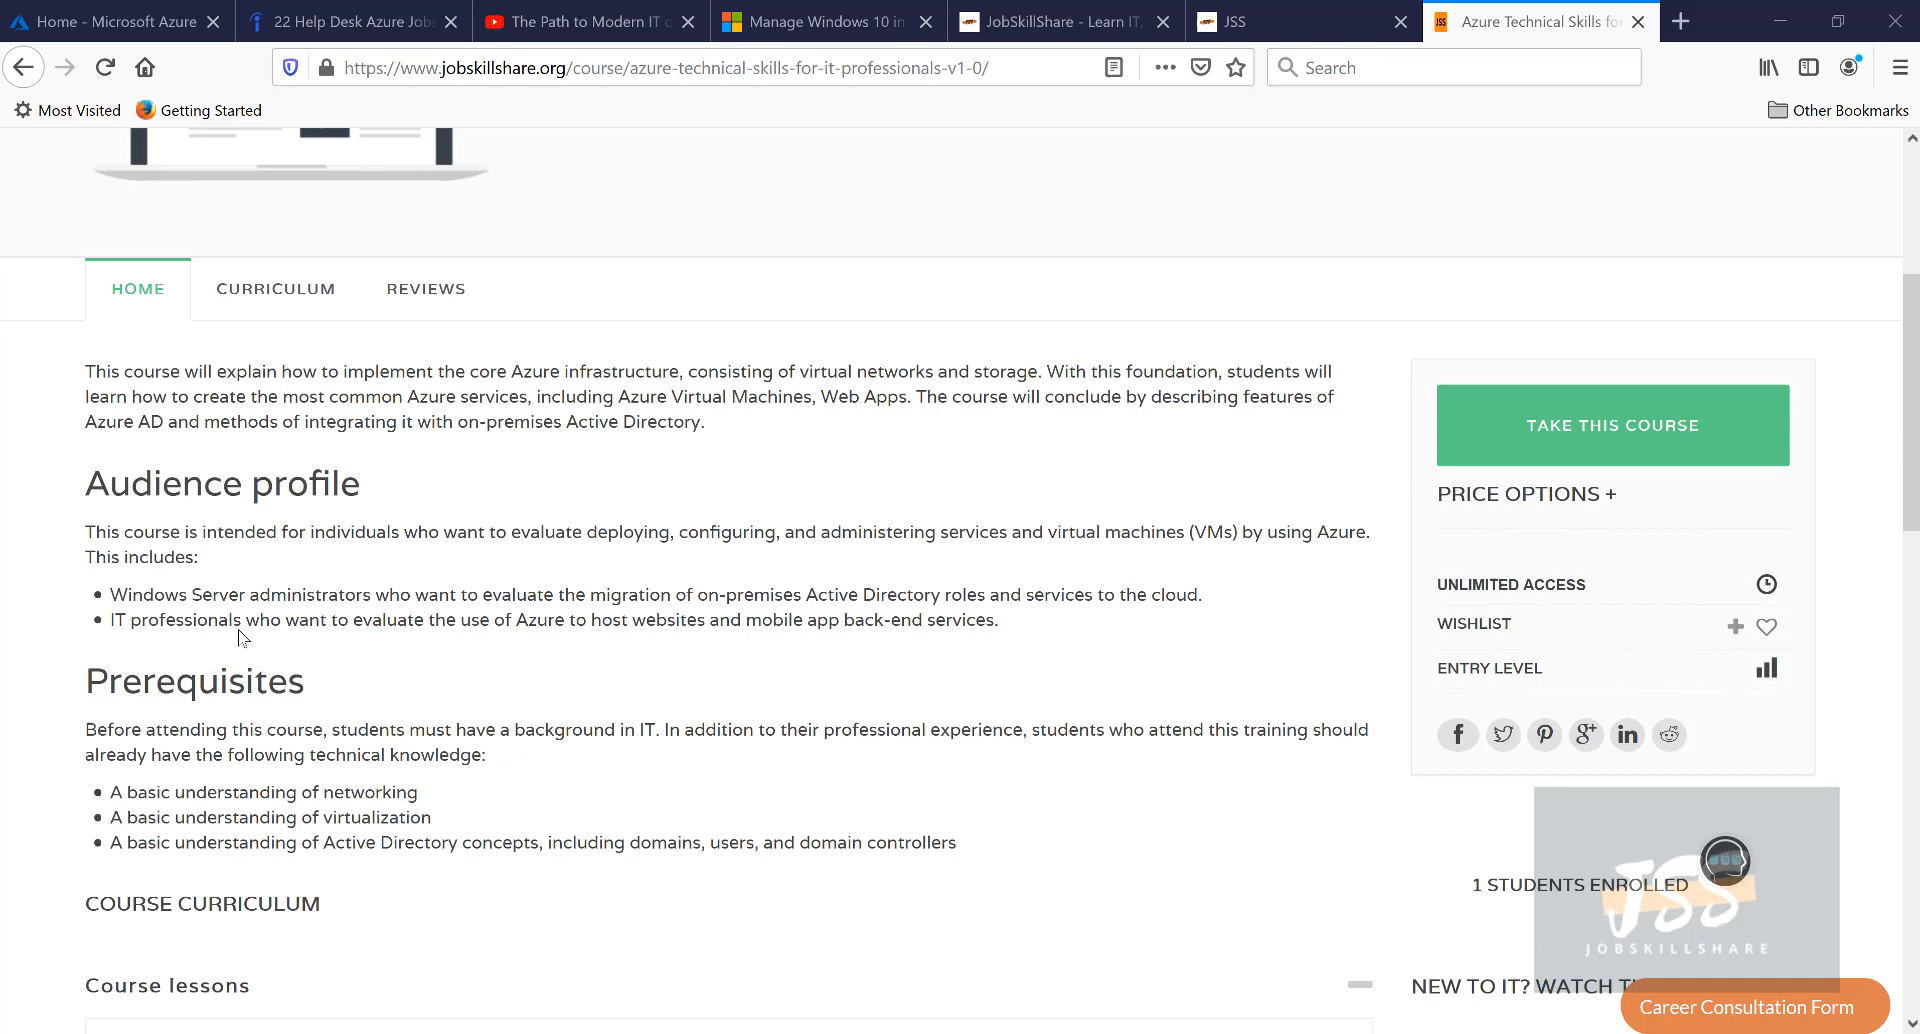 Home - Microsoft Azure
22 Help Desk Azure Job
The Path to Modern IT
Manage Windows 10 in
JobSkillShare - Learn IT,
JSS
JSS
Azure Technical Skills fo
https://www.jobskillshare.org/course/azure-technical-skills-for-it-professionals-v1-0/
Search
Most Visited
Getting Started
Other Bookmarks
HOME
CURRICULUM
REVIEWS
This course will explain how to implement the core Azure infrastructure, consisting of virtual networks and storage. With this foundation, students will
learn how to create the most common Azure services, including Azure Virtual Machines, Web Apps. The course will conclude by describing features of
Azure AD and methods of integrating it with on-premises Active Directory.
Audience profile
This course is intended for individuals who want to evaluate deploying, configuring, and administering services and virtual machines (VMs) by using Azure.
This includes:
• Windows Server administrators who want to evaluate the migration of on-premises Active Directory roles and services to the cloud.
• IT professionals who want to evaluate the use of Azure to host websites and mobile app back-end services.
Prerequisites
Before attending this course, students must have a background in IT. In addition to their professional experience, students who attend this training should
already have the following technical knowledge:
• A basic understanding of networking
• A basic understanding of virtualization
• A basic understanding of Active Directory concepts, including domains, users, and domain controllers
COURSE CURRICULUM
Course lessons
TAKE THIS COURSE
PRICE OPTIONS +
UNLIMITED ACCESS
WISHLIST
ENTRY LEVEL
1 STUDENTS ENROLLED
JSS
JSS
JOBSKILLSHARE
NEW TO IT? WATCH
Career Consultation Form